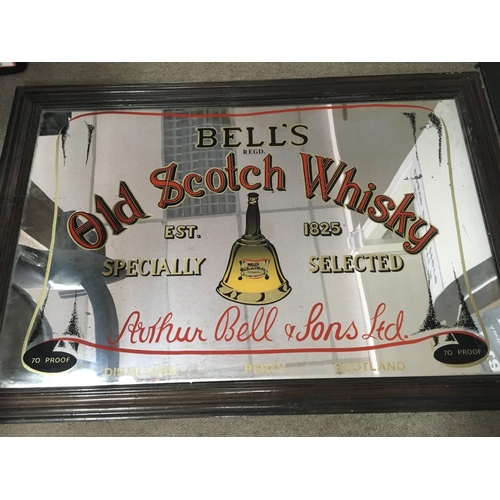 BELL'S
REGD.
Old Scotch Whisky
EST. 1825
SPECIALLY SELECTED
Arthur Bell & Sons Ltd.
70 PROOF 70 PROOF
DISTILLERS PERTH SCOTLAND